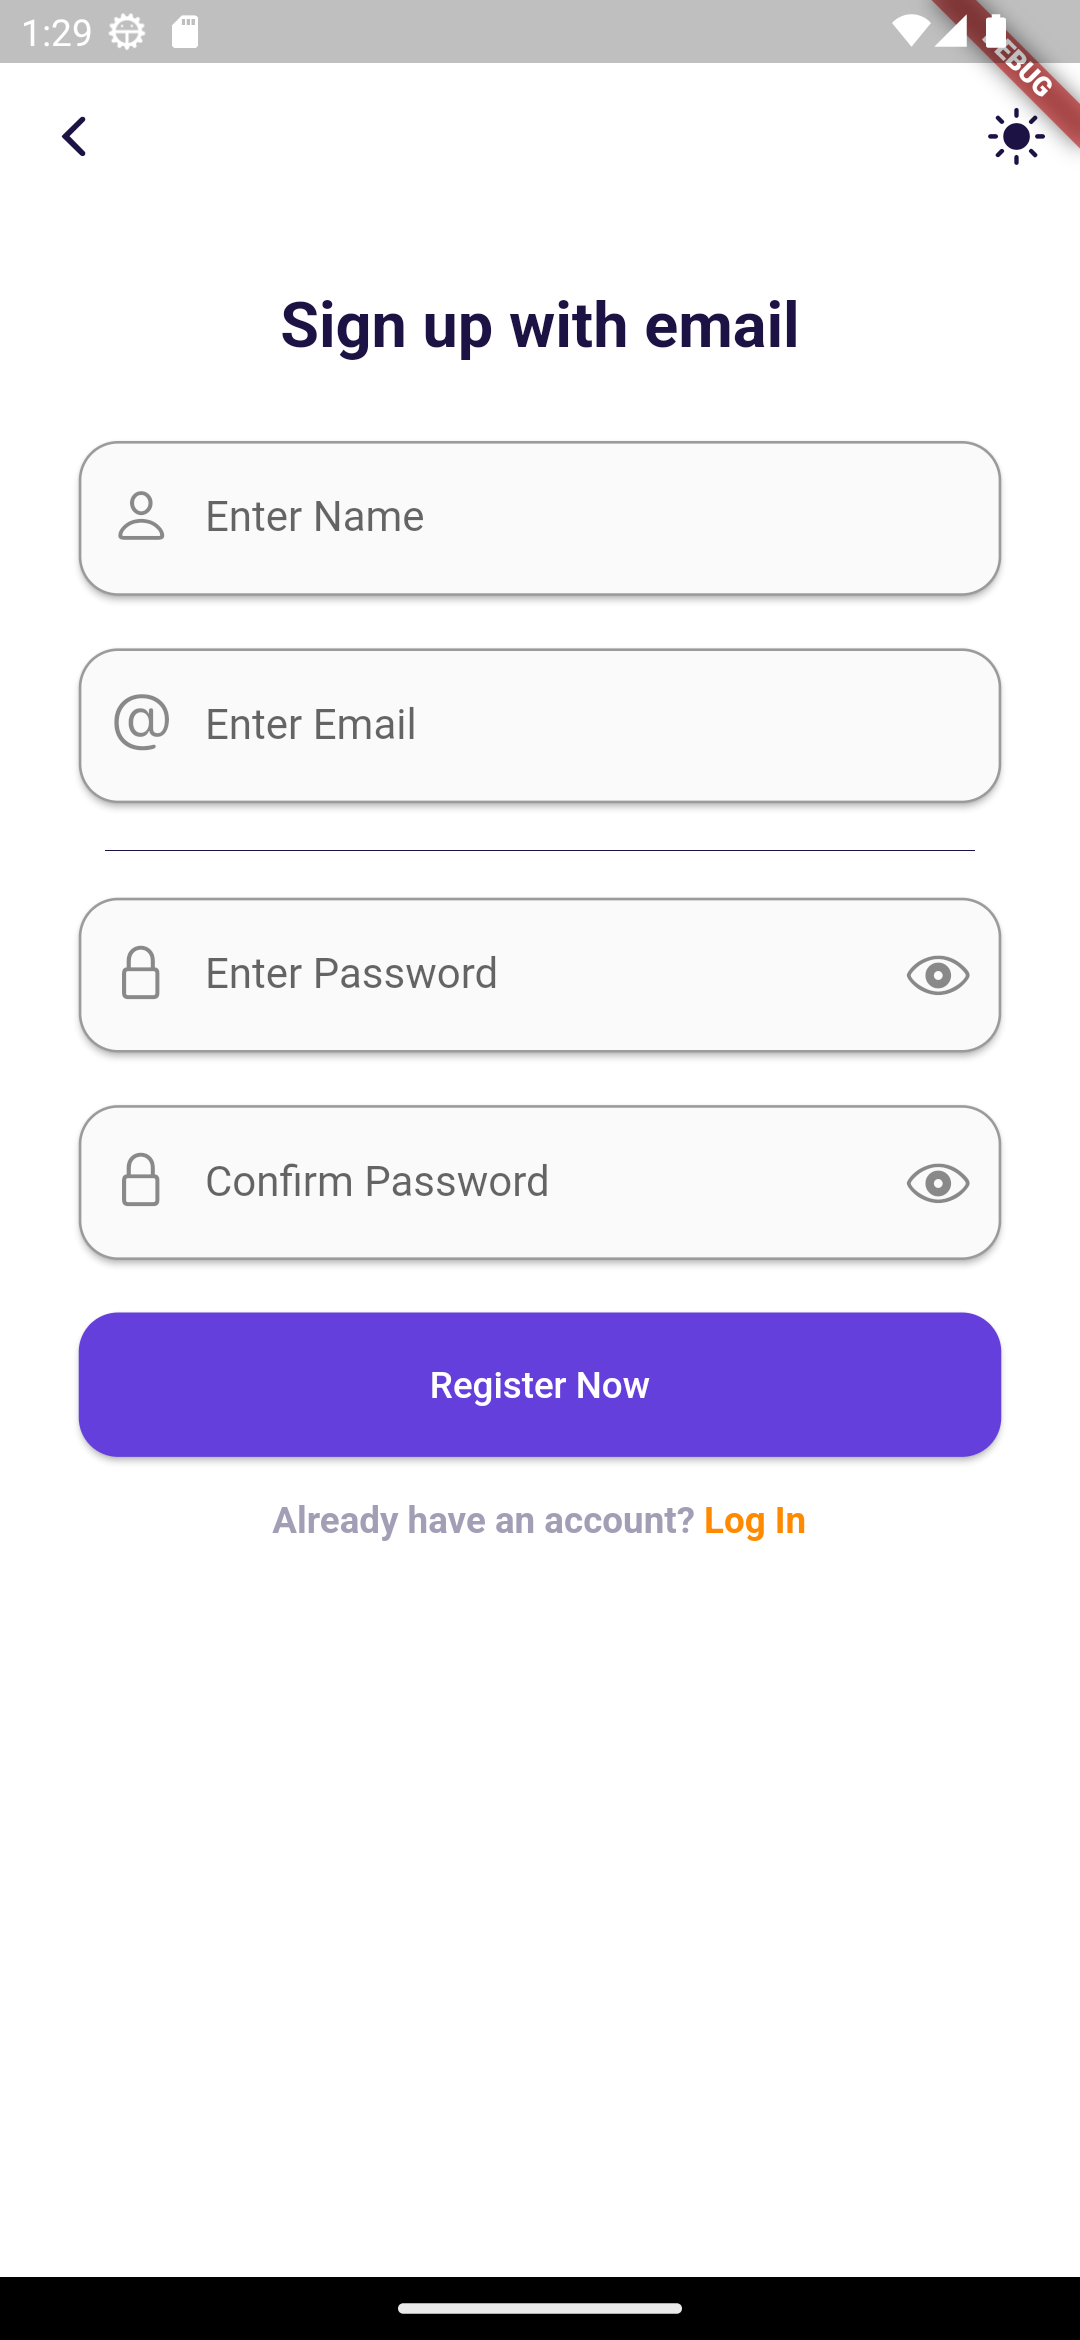 1:29
DEBUG
Sign up with email
Enter Name
@ Enter Email
Enter Password
Confirm Password
Register Now
Already have an account? Log In